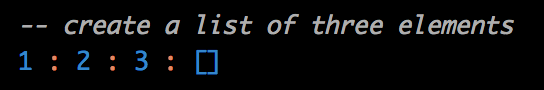 -- create a list of three elements
1 : 2 : 3 : []